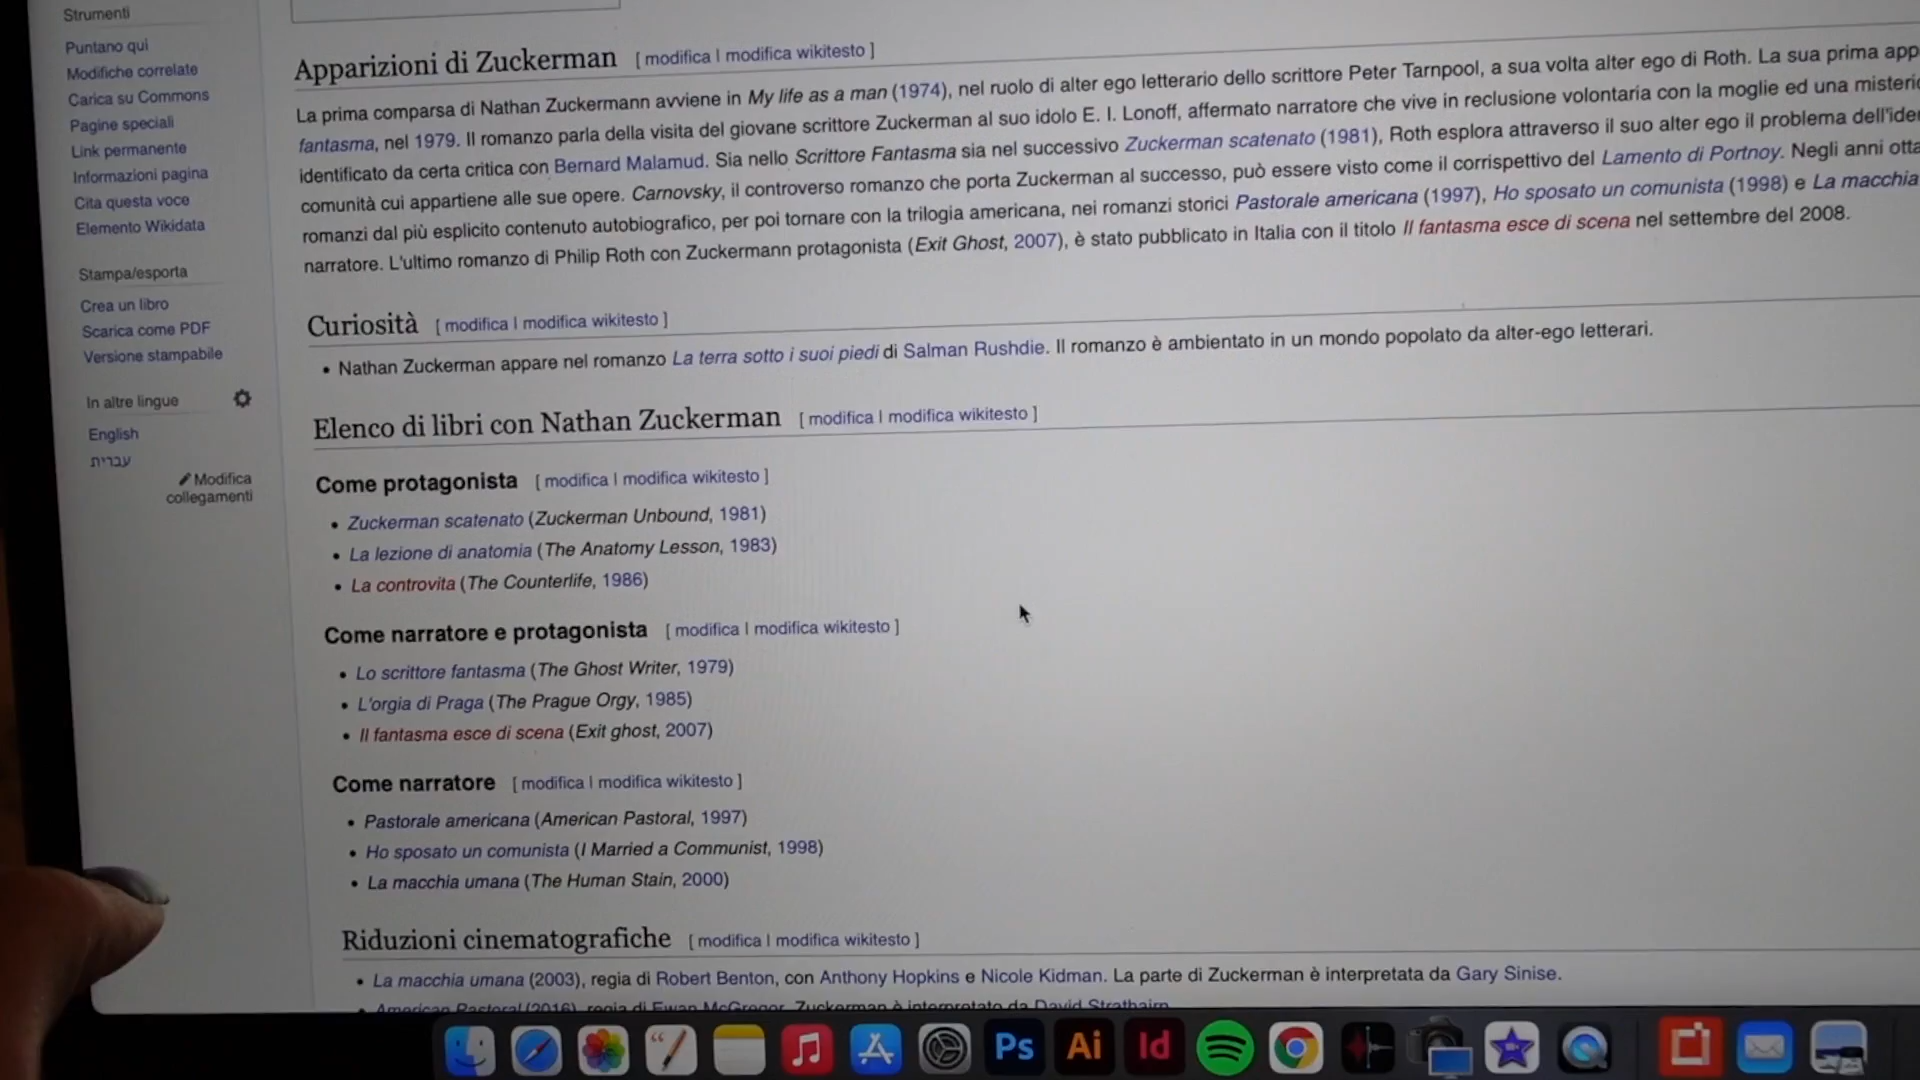 Strumenti
Puntano qui
Modifiche correlate
Carica su Commons
Pagine speciali
Link permanente
Informazioni pagina
Cita questa voce
Elemento Wikidata
Stampa/esporta
Crea un libro
Scarica come PDF
Versione stampabile
In altre lingue
English
עברית
Modifica
collegamenti
Apparizioni di Zuckerman [ modifica | modifica wikitesto ]
La prima comparsa di Nathan Zuckermann avviene in My life as a man (1974), nel ruolo di alter ego letterario dello scrittore Peter Tarnpool, a sua volta alter ego di Roth. La sua prima app
fantasma, nel 1979. Il romanzo parla della visita del giovane scrittore Zuckerman al suo idolo E. I. Lonoff, affermato narratore che vive in reclusione volontaria con la moglie ed una misterio
identificato da certa critica con Bernard Malamud. Sia nello Scrittore Fantasma sia nel successivo Zuckerman scatenato (1981), Roth esplora attraverso il suo alter ego il problema dell'ide
comunità cui appartiene alle sue opere. Carnovsky, il controverso romanzo che porta Zuckerman al successo, può essere visto come il corrispettivo del Lamento di Portnoy. Negli anni otta
romanzi dal più esplicito contenuto autobiografico, per poi tornare con la trilogia americana, nei romanzi storici Pastorale americana (1997), Ho sposato un comunista (1998) e La macchia
narratore. L'ultimo romanzo di Philip Roth con Zuckermann protagonista (Exit Ghost, 2007), è stato pubblicato in Italia con il titolo Il fantasma esce di scena nel settembre del 2008.
Curiosità [ modifica | modifica wikitesto ]
• Nathan Zuckerman appare nel romanzo La terra sotto i suoi piedi di Salman Rushdie. Il romanzo è ambientato in un mondo popolato da alter-ego letterari.
Elenco di libri con Nathan Zuckerman [ modifica | modifica wikitesto ]
Come protagonista [ modifica | modifica wikitesto ]
• Zuckerman scatenato (Zuckerman Unbound, 1981)
• La lezione di anatomia (The Anatomy Lesson, 1983)
• La controvita (The Counterlife, 1986)
Come narratore e protagonista [ modifica | modifica wikitesto ]
• Lo scrittore fantasma (The Ghost Writer, 1979)
• L'orgia di Praga (The Prague Orgy, 1985)
• Il fantasma esce di scena (Exit ghost, 2007)
Come narratore [ modifica | modifica wikitesto ]
• Pastorale americana (American Pastoral, 1997)
• Ho sposato un comunista (I Married a Communist, 1998)
• La macchia umana (The Human Stain, 2000)
Riduzioni cinematografiche [ modifica | modifica wikitesto ]
• La macchia umana (2003), regia di Robert Benton, con Anthony Hopkins e Nicole Kidman. La parte di Zuckerman è interpretata da Gary Sinise.
• American Pastoral (2016), regia di Ewan McGregor. Zuckerman è interpretato da David Strathairn.
Ps Ai Id